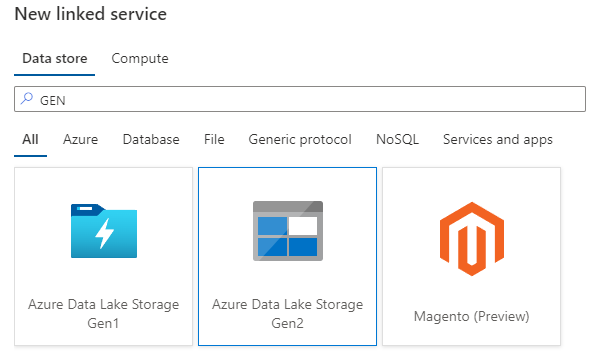 New linked service
Data store Compute
GEN
All Azure Database File Generic protocol NoSQL Services and apps
Azure Data Lake Storage
Gen1
Azure Data Lake Storage
Gen2
Magento (Preview)